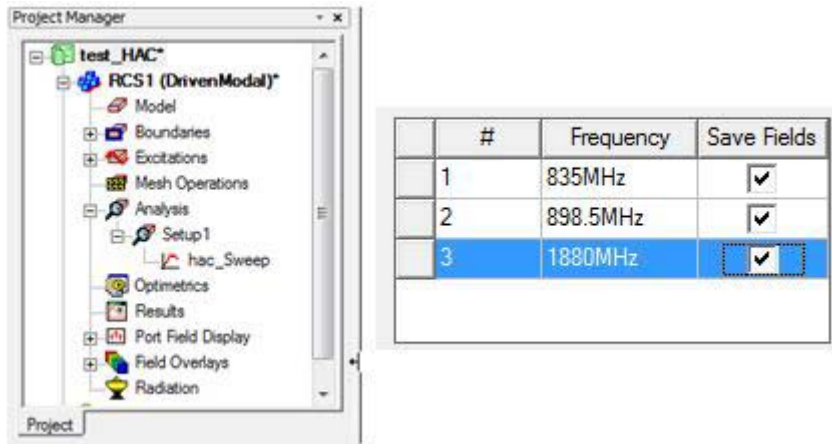 Project Manager
test_HAC*
RCS1 (DrivenModal)*
Model
Boundaries
Excitations
Mesh Operations
Analysis
Setup1
hac_Sweep
Optimetrics
Results
Port Field Display
Field Overlays
Radiation
Project
# Frequency Save Fields
1 835MHz
2 898.5MHz
3 1880MHz